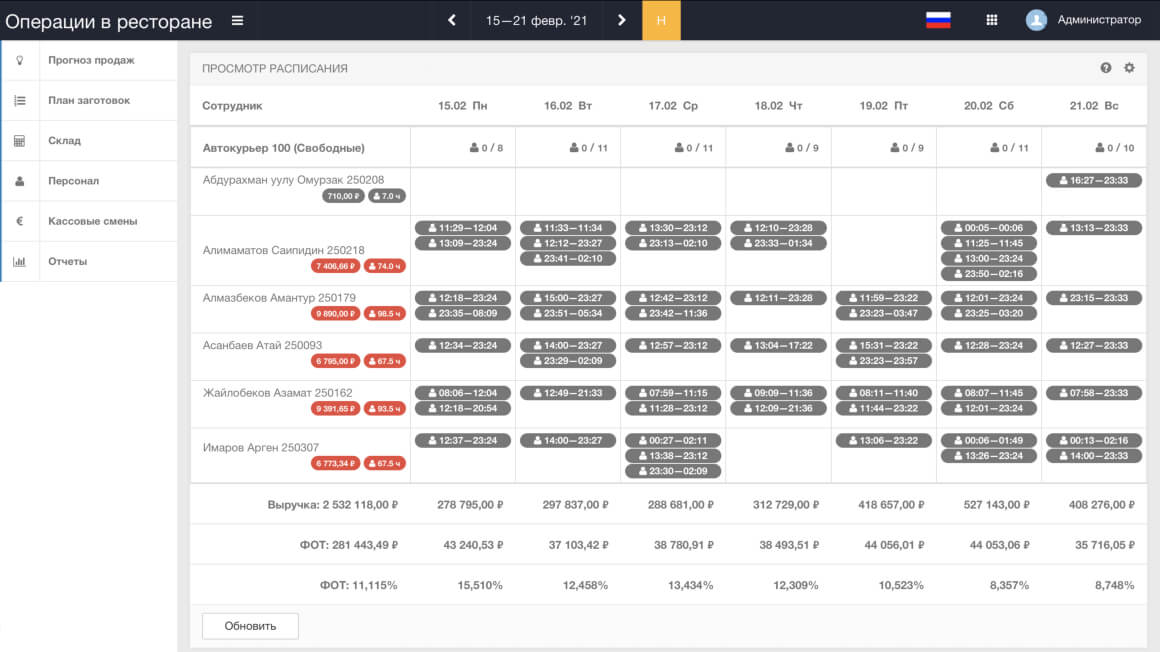 Операции в ресторане
15—21 февр. '21
Н
Администратор
Прогноз продаж
План заготовок
Склад
Персонал
Кассовые смены
Отчеты
ПРОСМОТР РАСПИСАНИЯ
Сотрудник 15.02 Пн 16.02 Вт 17.02 Ср 18.02 Чт 19.02 Пт 20.02 Сб 21.02 Вс
Автокурьер 100 (Свободные) 0 / 8 0 / 11 0 / 11 0 / 9 0 / 9 0 / 11 0 / 10
Абдурахман уулу Омурзак 250208 16:27—23:33
710,00 ₽ 7.0 ч
11:29—12:04 11:33—11:34 13:30—23:12 12:10—23:28 00:05—00:06 13:13—23:33
13:09—23:24 12:12—23:27 23:13—02:10 23:33—01:34 11:25—11:45
Алимаматов Саипидин 250218 23:41—02:10 13:00—23:24
7 406,66 ₽ 74.0 ч 23:50—02:16
Алмазбеков Амантур 250179 12:18—23:24 15:00—23:27 12:42—23:12 12:11—23:28 11:59—23:22 12:01—23:24 23:15—23:33
9 890,00 ₽ 98.5 ч 23:35—08:09 23:51—05:34 23:42—11:36 23:23—03:47 23:25—03:20
Асанбаев Атай 250093 12:34—23:24 14:00—23:27 12:57—23:12 13:04—17:22 15:31—23:22 12:28—23:24 12:27—23:33
6 795,00 ₽ 67.5 ч 23:29—02:09 23:23—23:57
Жайлобеков Азамат 250162 08:06—12:04 12:49—21:33 07:59—11:15 09:09—11:36 08:11—11:40 08:07—11:45 07:58—23:33
9 391,65 ₽ 93.5 ч 12:18—20:54 11:28—23:12 12:09—21:36 11:44—23:22 12:01—23:24
12:37—23:24 14:00—23:27 00:27—02:11 13:06—23:22 00:06—01:49 00:13—02:16
Имаров Арген 250307 13:38—23:12 13:26—23:24 14:00—23:33
6 773,34 ₽ 67.5 ч 23:30—02:09
Выручка: 2 532 118,00 ₽ 278 795,00 ₽ 297 837,00 ₽ 288 681,00 ₽ 312 729,00 ₽ 418 657,00 ₽ 527 143,00 ₽ 408 276,00 ₽
ФОТ: 281 443,49 ₽ 43 240,53 ₽ 37 103,42 ₽ 38 780,91 ₽ 38 493,51 ₽ 44 056,01 ₽ 44 053,06 ₽ 35 716,05 ₽
ФОТ: 11,115% 15,510% 12,458% 13,434% 12,309% 10,523% 8,357% 8,748%
Обновить